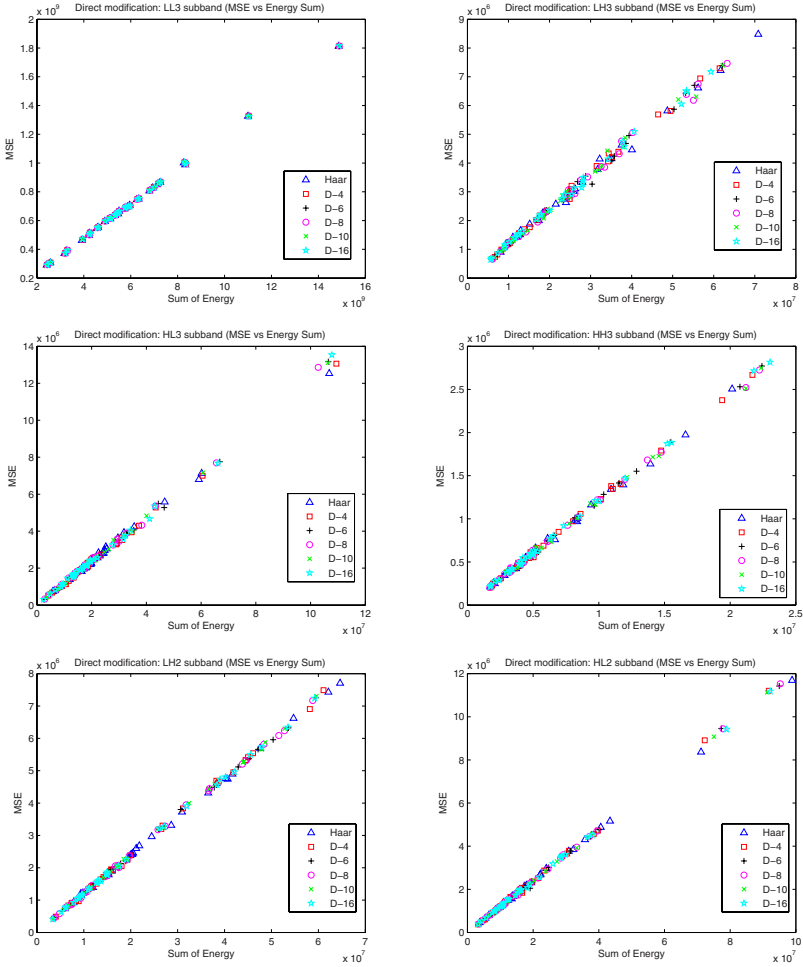 Direct modification: LL3 subband (MSE vs Energy Sum)
x 10^9
2
1.8
1.6
1.4
1.2
1
0.8
0.6
0.4
0.2
MSE
Haar
D−4
D−6
D−8
D−10
D−16
2 4 6 8 10 12 14 16
Sum of Energy
x 10^9
Direct modification: LH3 subband (MSE vs Energy Sum)
x 10^6
9
8
7
6
5
4
3
2
1
0
MSE
Haar
D−4
D−6
D−8
D−10
D−16
0 1 2 3 4 5 6 7 8
Sum of Energy
x 10^7
Direct modification: HL3 subband (MSE vs Energy Sum)
x 10^6
14
12
10
8
6
4
2
0
MSE
Haar
D−4
D−6
D−8
D−10
D−16
0 2 4 6 8 10 12
Sum of Energy
x 10^7
Direct modification: HH3 subband (MSE vs Energy Sum)
x 10^6
3
2.5
2
1.5
1
0.5
0
MSE
Haar
D−4
D−6
D−8
D−10
D−16
0 0.5 1 1.5 2 2.5
Sum of Energy
x 10^7
Direct modification: LH2 subband (MSE vs Energy Sum)
x 10^6
8
7
6
5
4
3
2
1
0
MSE
Haar
D−4
D−6
D−8
D−10
D−16
0 1 2 3 4 5 6 7
Sum of Energy
x 10^7
Direct modification: HL2 subband (MSE vs Energy Sum)
x 10^6
12
10
8
6
4
2
0
MSE
Haar
D−4
D−6
D−8
D−10
D−16
0 2 4 6 8 10
Sum of Energy
x 10^7